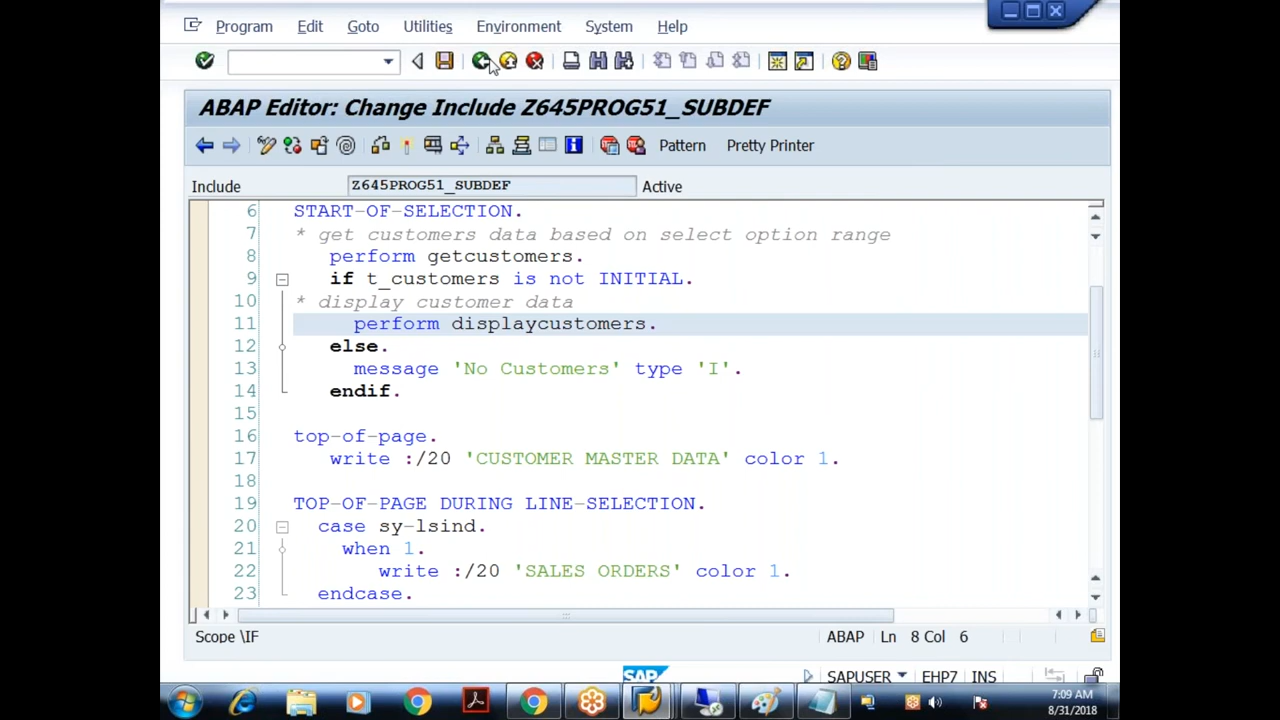 Program Edit Goto Utilities Environment System Help
ABAP Editor: Change Include Z645PROG51_SUBDEF
Pattern Pretty Printer
Include Z645PROG51_SUBDEF Active
6 START-OF-SELECTION.
7 * get customers data based on select option range
8 perform getcustomers.
9 if t_customers is not INITIAL.
10 * display customer data
11 perform displaycustomers.
12 else.
13 message 'No Customers' type 'I'.
14 endif.
15
16 top-of-page.
17 write :/20 'CUSTOMER MASTER DATA' color 1.
18
19 TOP-OF-PAGE DURING LINE-SELECTION.
20 case sy-lsind.
21 when 1.
22 write :/20 'SALES ORDERS' color 1.
23 endcase.
Scope \IF ABAP Ln 8 Col 6
SAP SAPUSER EHP7 INS
7:09 AM
8/31/2018